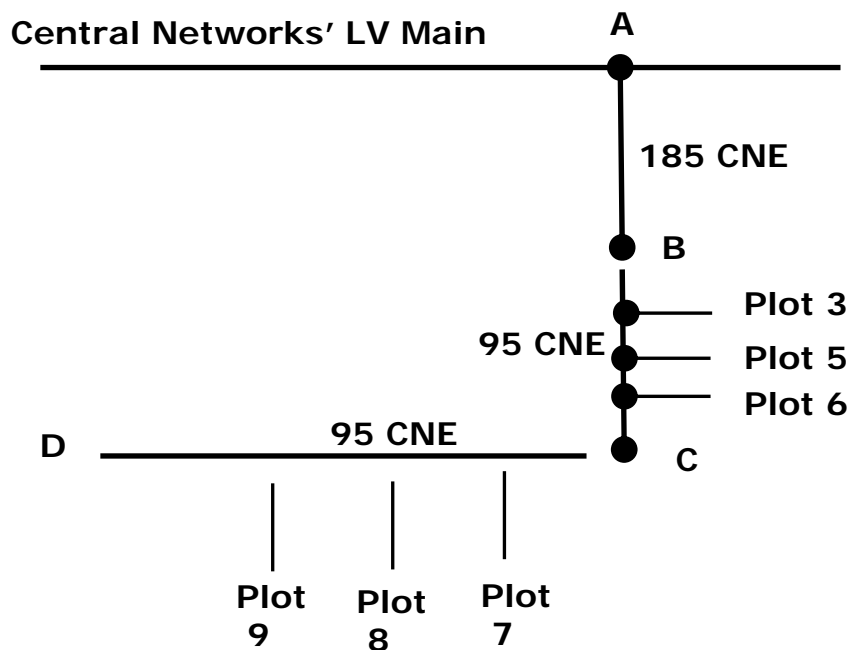 Central Networks’ LV Main
A
185 CNE
B
Plot 3
95 CNE
Plot 5
Plot 6
95 CNE
D
C
Plot
9
Plot
8
Plot
7